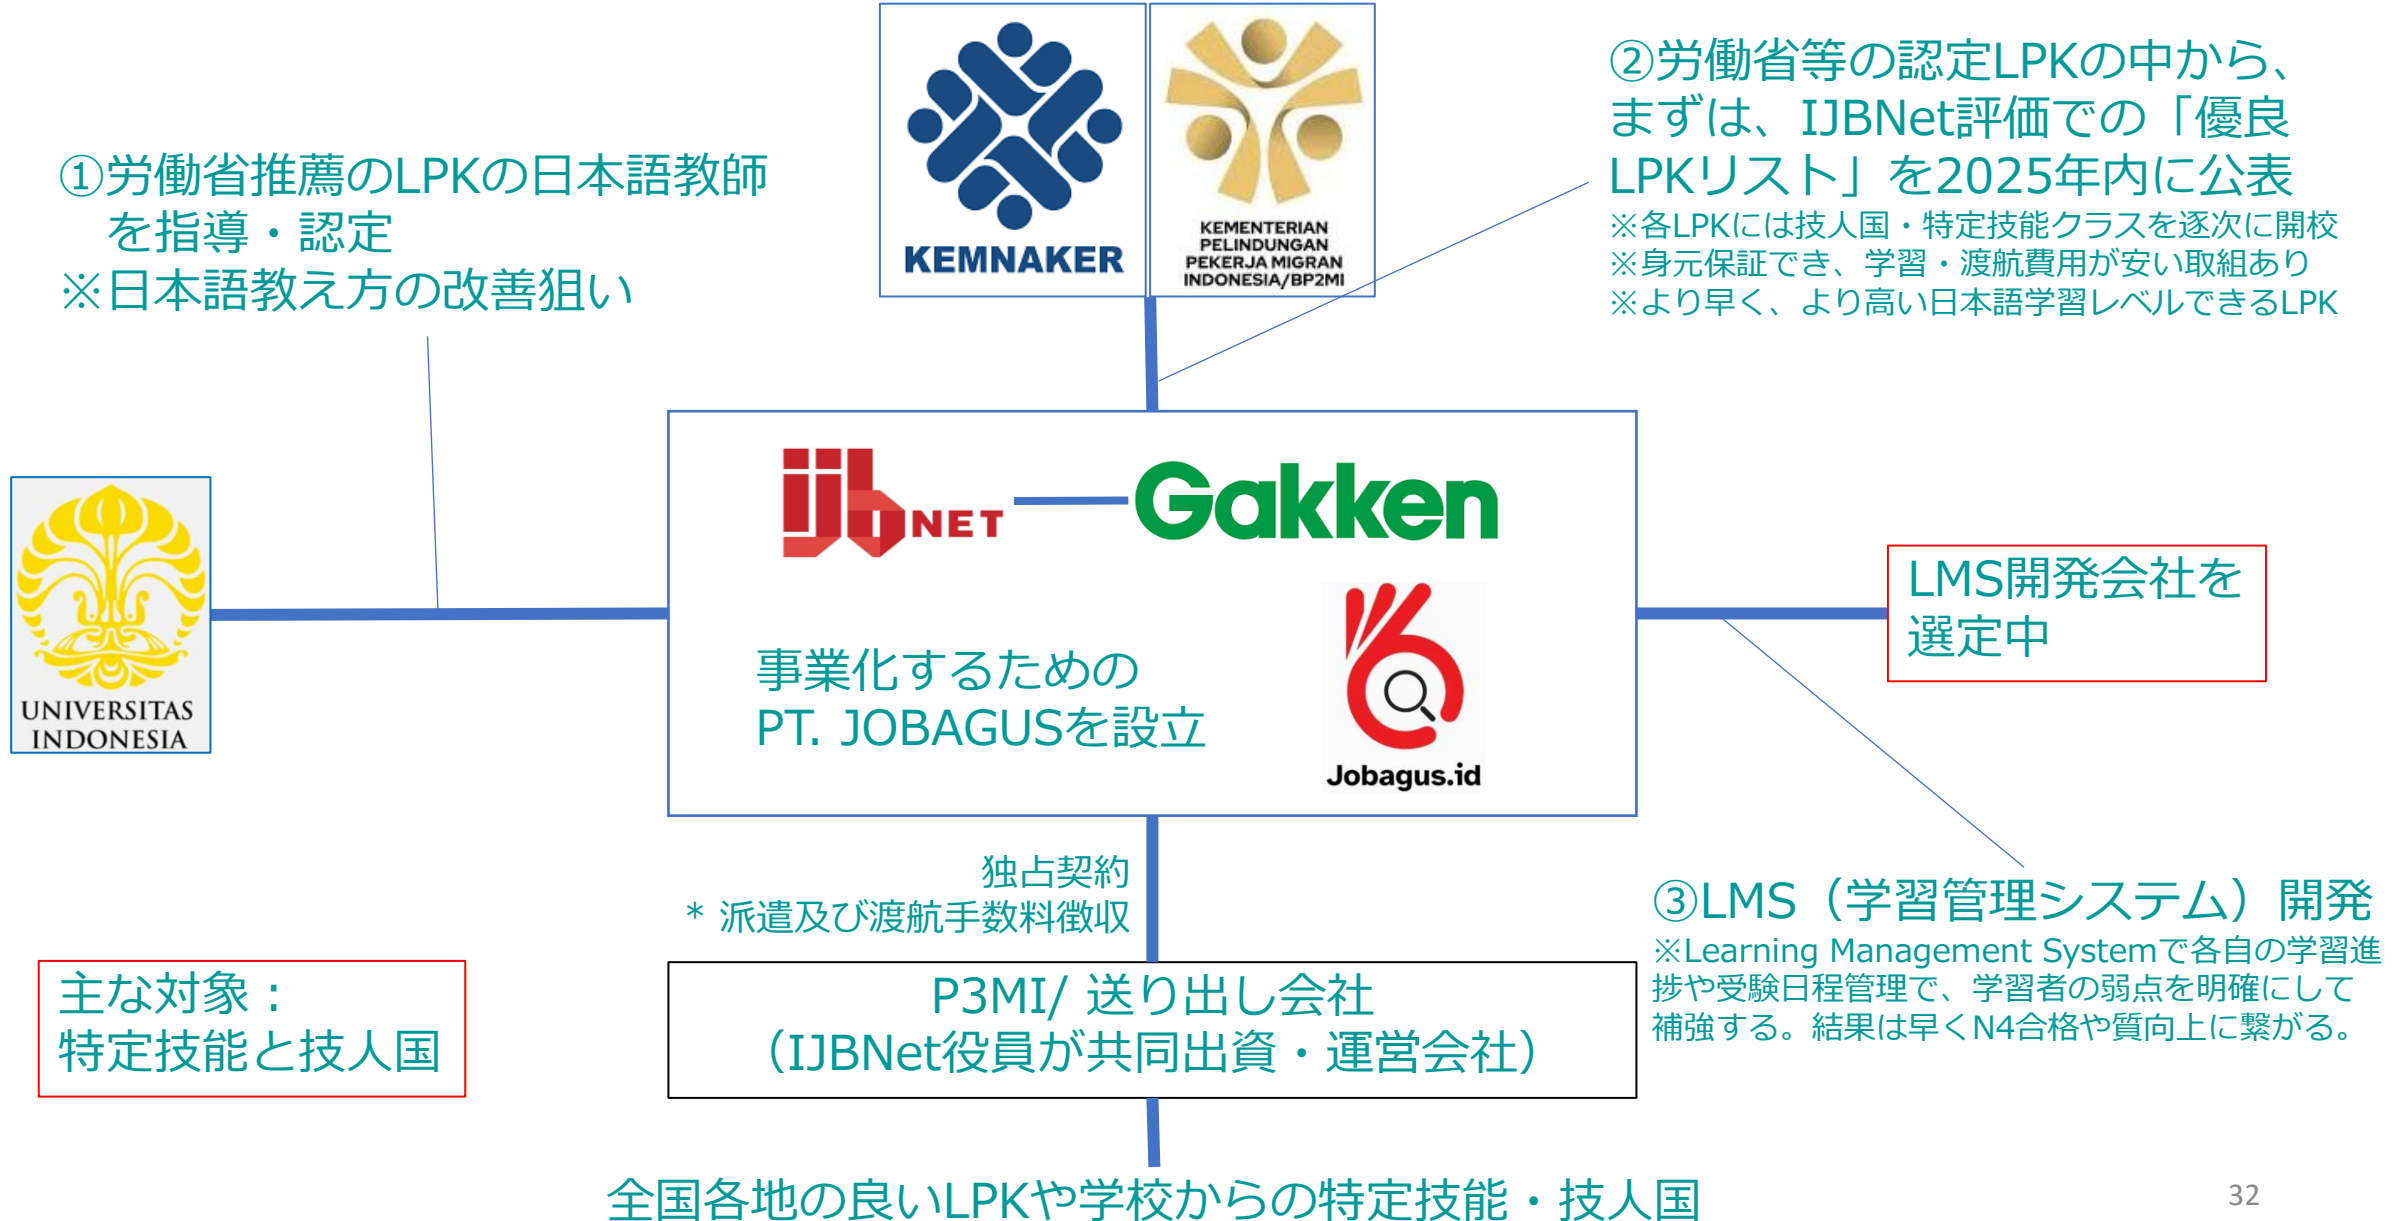 ①労働省推薦のLPKの日本語教師
を指導・認定
※日本語教え方の改善狙い
KEMNAKER
KEMENTERIAN
PELINDUNGAN
PEKERJA MIGRAN
INDONESIA/BP2MI
②労働省等の認定LPKの中から、
まずは、IJBNet評価での「優良
LPKリスト」を2025年内に公表
※各LPKには技人国・特定技能クラスを逐次に開校
※身元保証でき、学習・渡航費用が安い取組あり
※より早く、より高い日本語学習レベルできるLPK
UNIVERSITAS
INDONESIA
ijb NET
Gakken
事業化するための
PT. JOBAGUSを設立
Jobagus.id
LMS開発会社を
選定中
独占契約
* 派遣及び渡航手数料徴収
③LMS（学習管理システム）開発
※Learning Management Systemで各自の学習進
捗や受験日程管理で、学習者の弱点を明確にして
補強する。結果は早くN4合格や質向上に繋がる。
主な対象：
特定技能と技人国
P3MI/ 送り出し会社
（IJBNet役員が共同出資・運営会社）
全国各地の良いLPKや学校からの特定技能・技人国
32